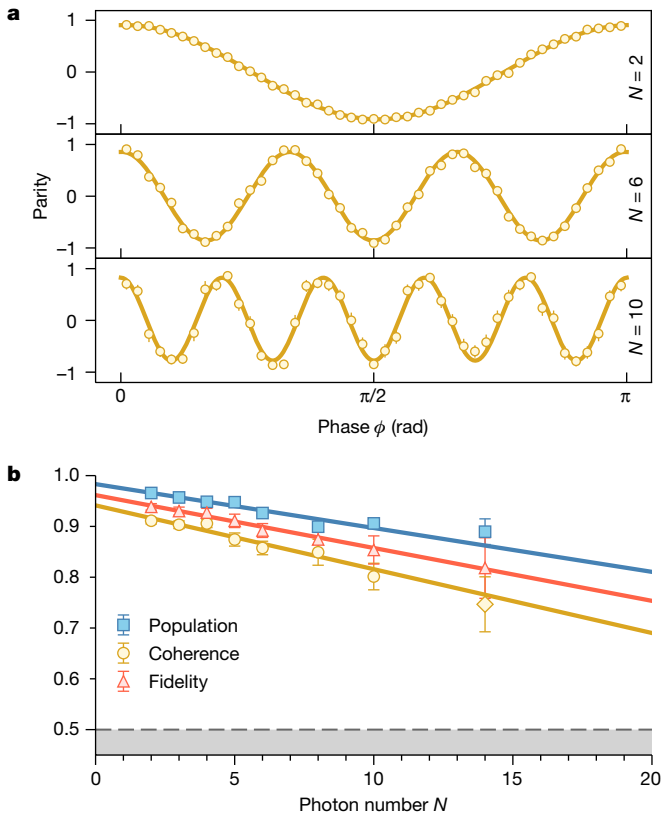 a
1
0
−1
N = 2
1
0
−1
N = 6
Parity
1
0
−1
N = 10
0
π/2
π
Phase ϕ (rad)
b
1.0
0.9
0.8
0.7
0.6
0.5
Population
Coherence
Fidelity
0
5
10
15
20
Photon number N